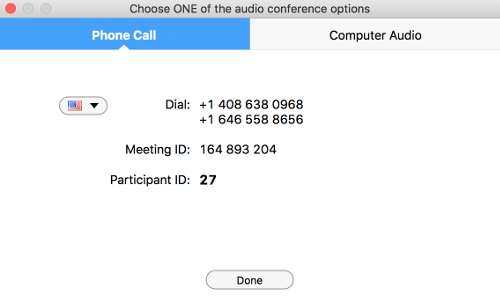 Choose ONE of the audio conference options
Phone Call
Computer Audio
Dial: +1 408 638 0968
+1 646 558 8656
Meeting ID: 164 893 204
Participant ID: 27
Done